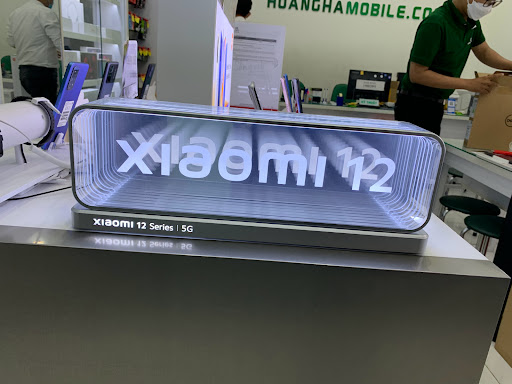 HOANGHAMOBILE.CO
xiaomi 12
XIAOMI 12 Series | 5G